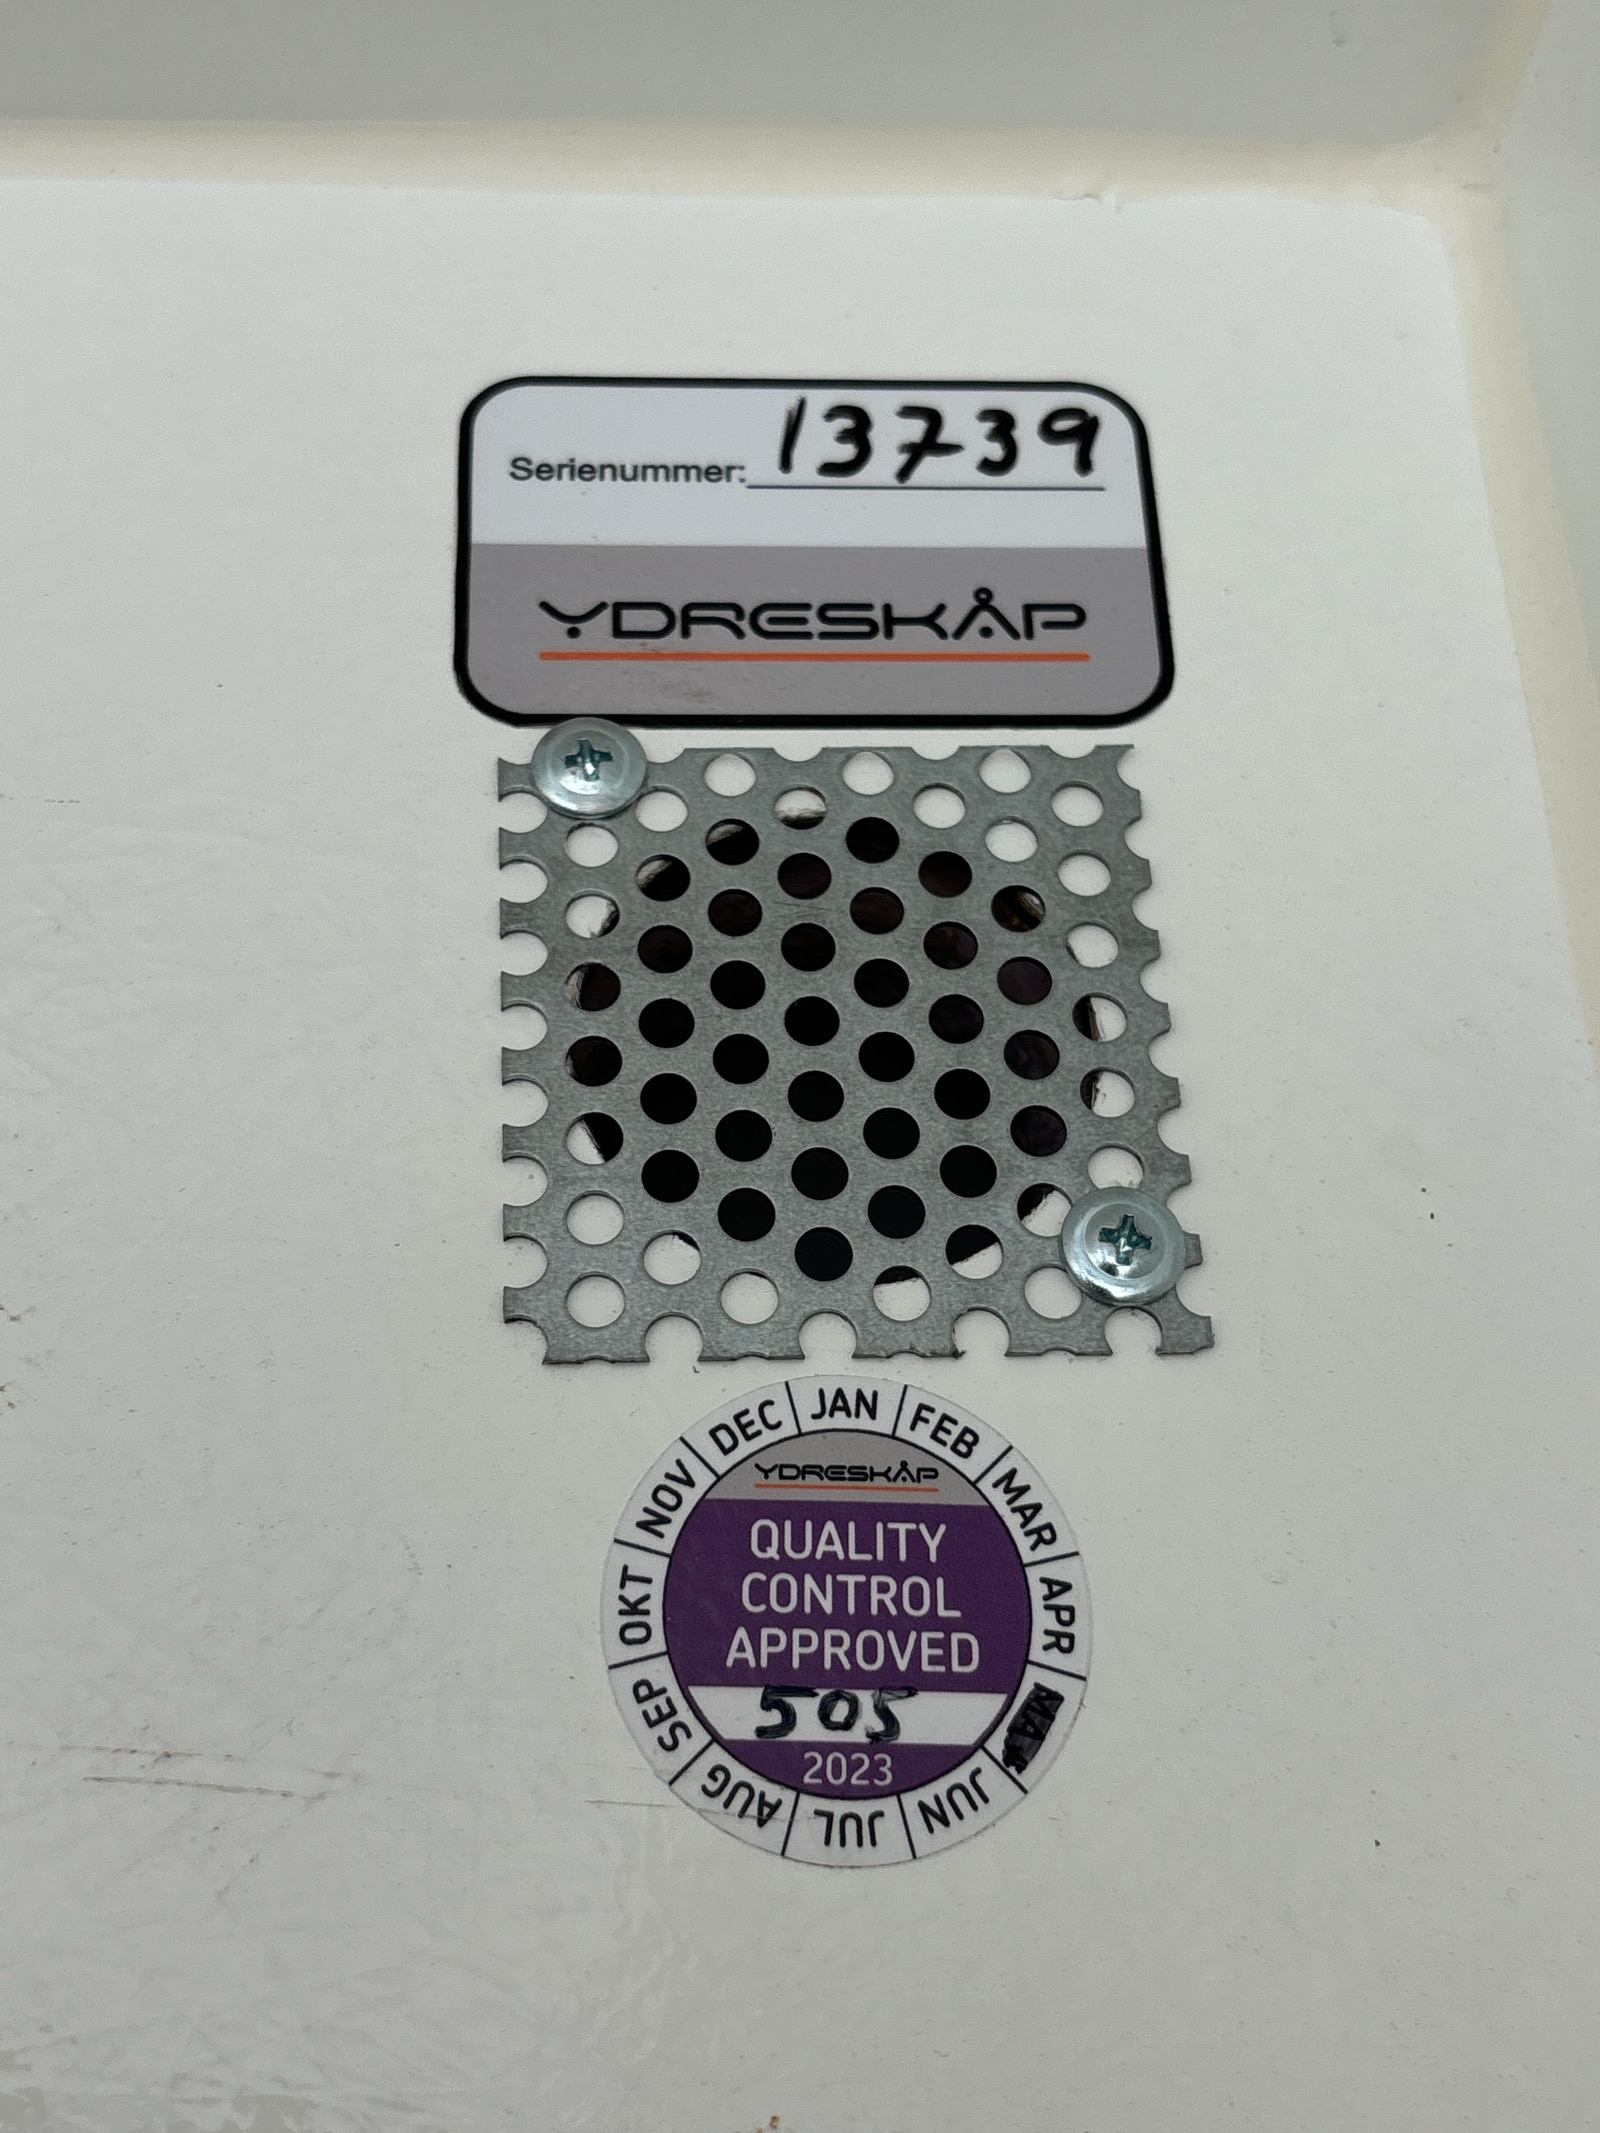 Serienummer: 13739
YDRESKÅP
JAN
FEB
MAR
APR
JUN
JUL
AUG
SEP
OKT
NOV
DEC
YDRESKÅP
QUALITY
CONTROL
APPROVED
505
2023